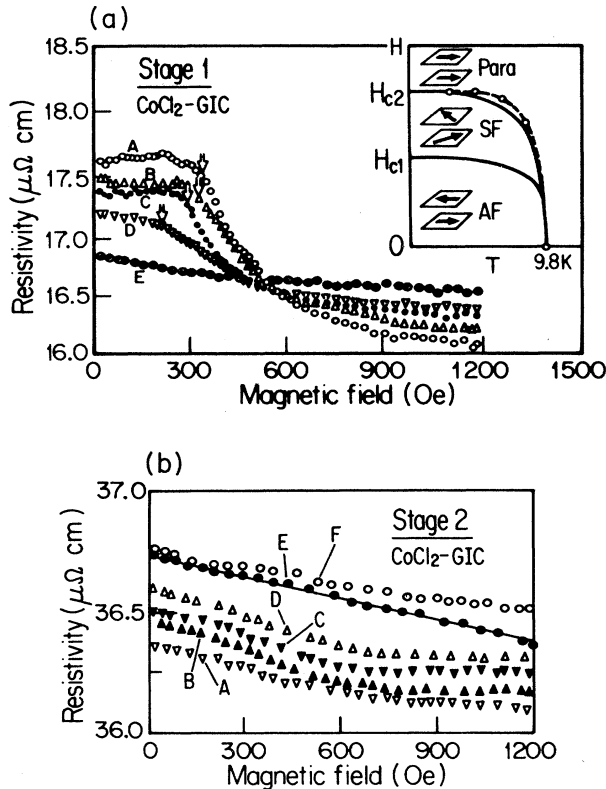 (a)
18.5
18.0
17.5
17.0
16.5
16.0
Resistivity (μΩ cm)
Stage 1
CoCl2-GIC
A
B
C
D
E
H
Hc2
Hc1
0
Para
SF
AF
T
9.8K
0 300 600 900 1200 1500
Magnetic field (Oe)
(b)
37.0
36.5
36.0
Resistivity (μΩ cm)
Stage 2
CoCl2-GIC
E
F
D
C
B
A
0 300 600 900 1200
Magnetic field (Oe)